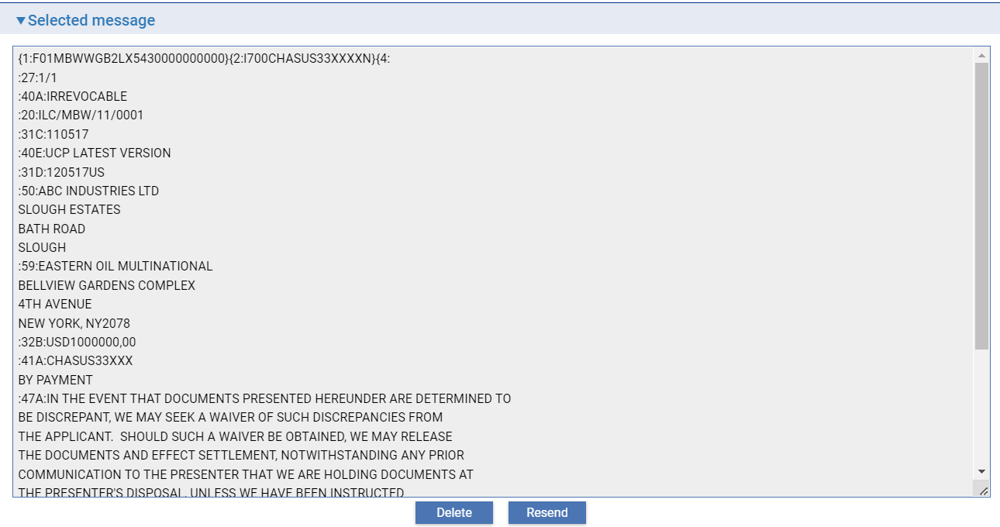 ▼Selected message
{1:F01MBWWGB2LX5430000000000}{2:I700CHASUS33XXXXN}{4:
:27:1/1
:40A:IRREVOCABLE
:20:ILC/MBW/11/0001
:31C:110517
:40E:UCP LATEST VERSION
:31D:120517US
:50:ABC INDUSTRIES LTD
SLOUGH ESTATES
BATH ROAD
SLOUGH
:59:EASTERN OIL MULTINATIONAL
BELLVIEW GARDENS COMPLEX
4TH AVENUE
NEW YORK, NY2078
:32B:USD1000000,00
:41A:CHASUS33XXX
BY PAYMENT
:47A:IN THE EVENT THAT DOCUMENTS PRESENTED HEREUNDER ARE DETERMINED TO
BE DISCREPANT, WE MAY SEEK A WAIVER OF SUCH DISCREPANCIES FROM
THE APPLICANT.  SHOULD SUCH A WAIVER BE OBTAINED, WE MAY RELEASE
THE DOCUMENTS AND EFFECT SETTLEMENT, NOTWITHSTANDING ANY PRIOR
COMMUNICATION TO THE PRESENTER THAT WE ARE HOLDING DOCUMENTS AT
THE PRESENTER'S DISPOSAL, UNLESS WE HAVE BEEN INSTRUCTED
Delete Resend